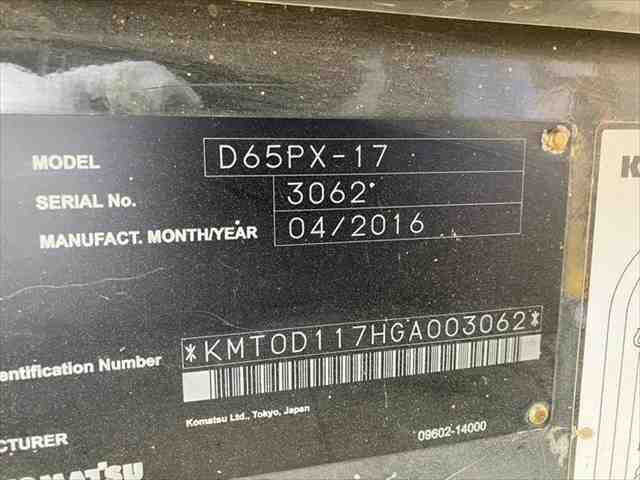 MODEL D65PX-17
SERIAL No. 3062
MANUFACT. MONTH/YEAR 04/2016
entification Number *KMT0D117HGA003062*
Komatsu Ltd., Tokyo, Japan
CTURER 09602-14000
OMATSU
K